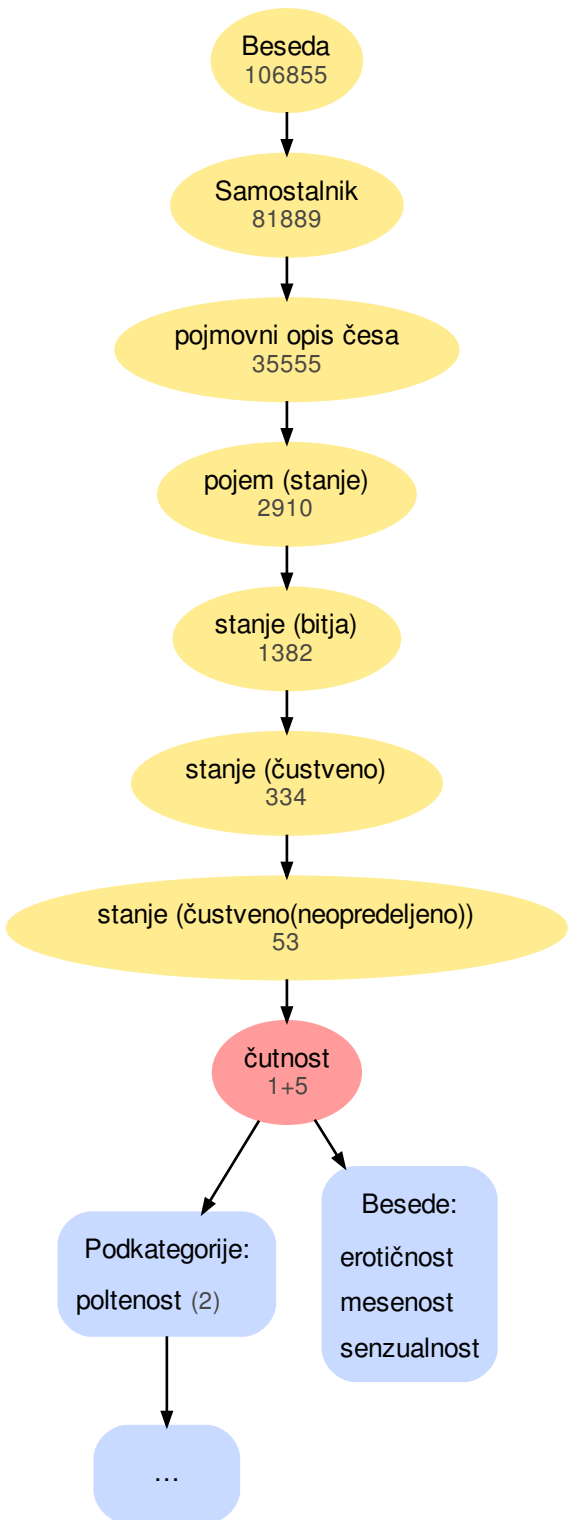 Beseda
106855
Samostalnik
81889
pojmovni opis česa
35555
pojem (stanje)
2910
stanje (bitja)
1382
stanje (čustveno)
334
stanje (čustveno(neopredeljeno))
53
čutnost
1+5
Podkategorije:
poltenost (2)
Besede:
erotičnost
mesenost
senzualnost
…